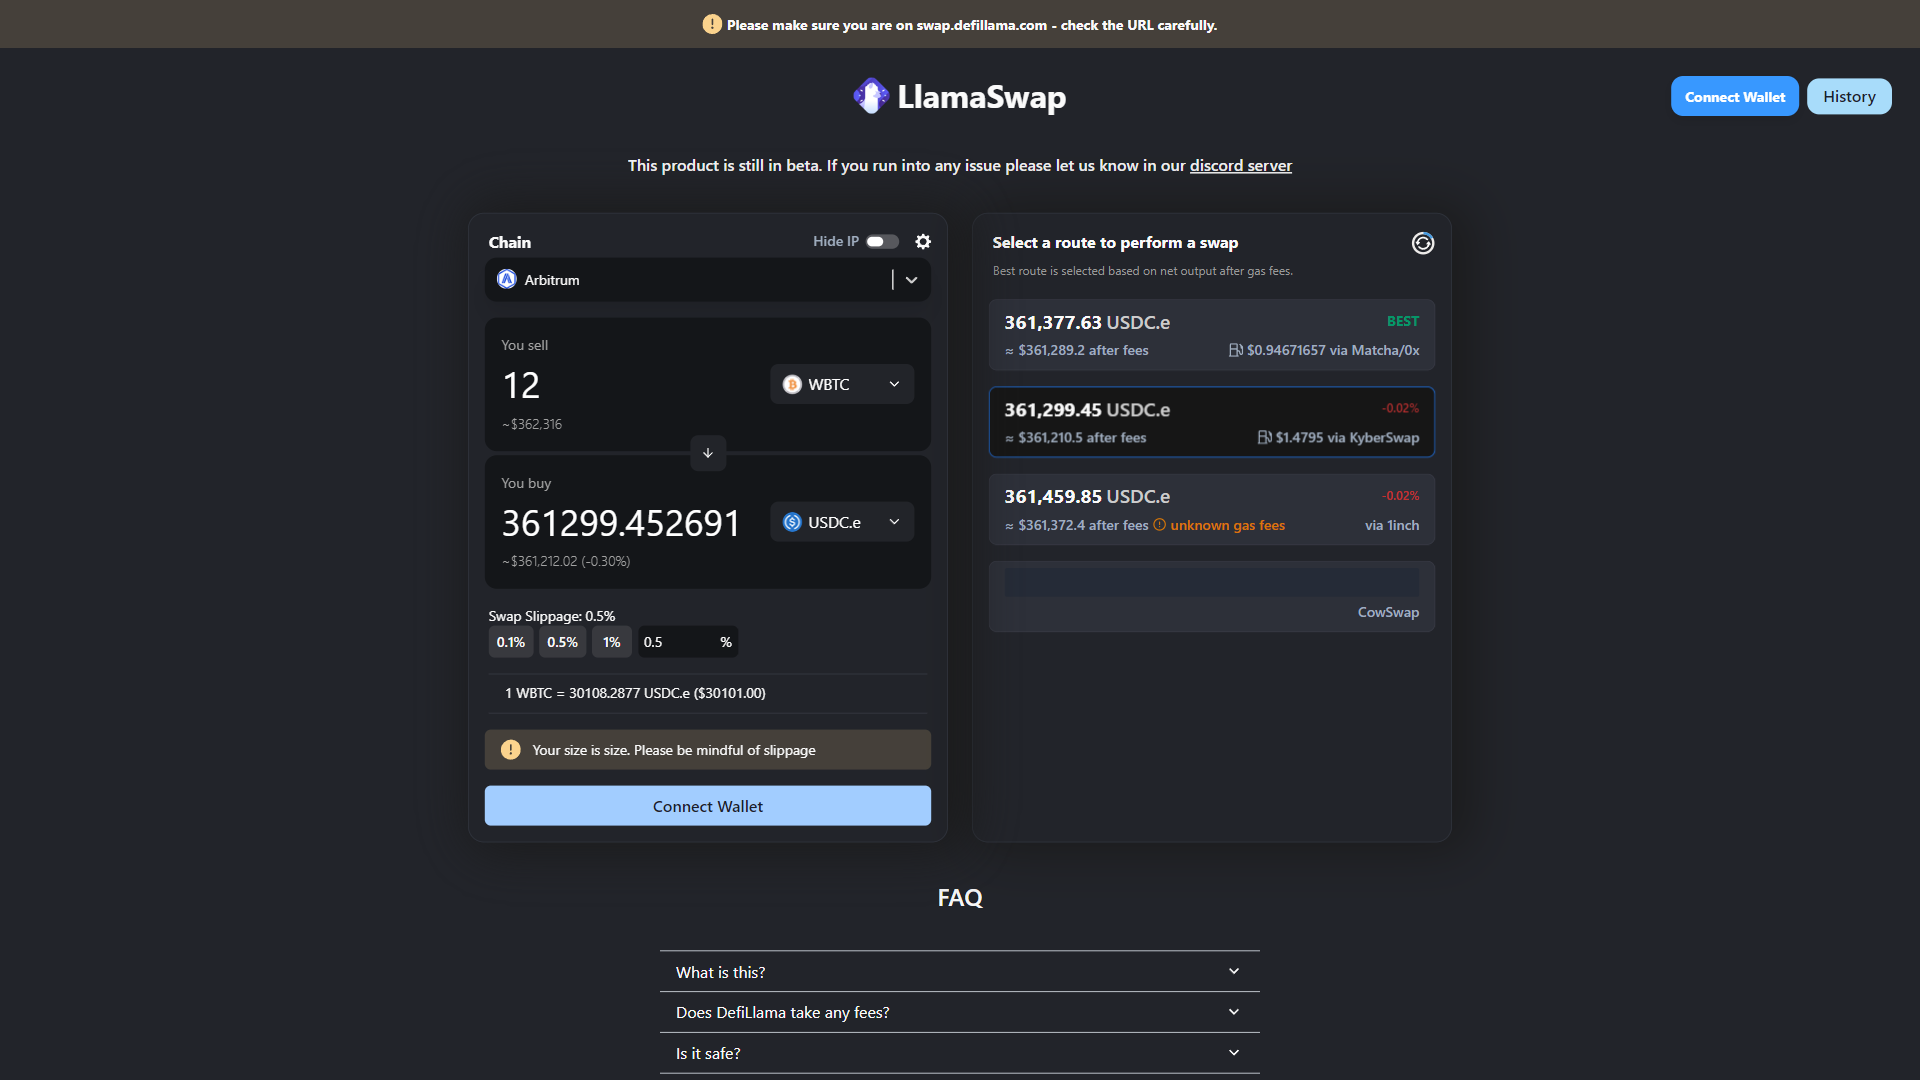 Please make sure you are on swap.defillama.com - check the URL carefully.
LlamaSwap
Connect Wallet
History
This product is still in beta. If you run into any issue please let us know in our discord server
Chain
Hide IP
Arbitrum
You sell
12
WBTC
~$362,316
You buy
361299.452691
USDC.e
~$361,212.02 (-0.30%)
Swap Slippage: 0.5%
0.1%
0.5%
1%
0.5
%
1 WBTC = 30108.2877 USDC.e ($30101.00)
Your size is size. Please be mindful of slippage
Connect Wallet
Select a route to perform a swap
Best route is selected based on net output after gas fees.
361,377.63 USDC.e
BEST
≈ $361,289.2 after fees
$0.94671657 via Matcha/0x
361,299.45 USDC.e
-0.02%
≈ $361,210.5 after fees
$1.4795 via KyberSwap
361,459.85 USDC.e
-0.02%
≈ $361,372.4 after fees
unknown gas fees
via 1inch
CowSwap
FAQ
What is this?
Does DefiLlama take any fees?
Is it safe?